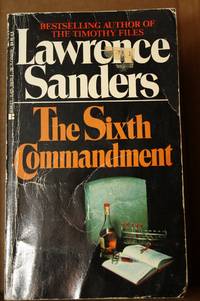 BESTSELLING AUTHOR OF
THE TIMOTHY FILES
Lawrence
Sanders
The Sixth
Commandment